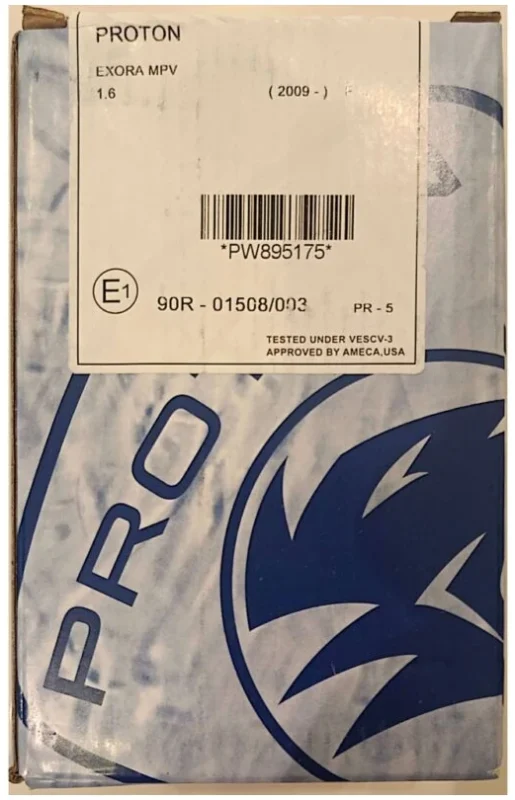 PROTON
EXORA MPV
1.6 ( 2009 - )
*PW895175*
E1 90R - 01508/003 PR - 5
TESTED UNDER VESCV-3
APPROVED BY AMECA,USA
PRO